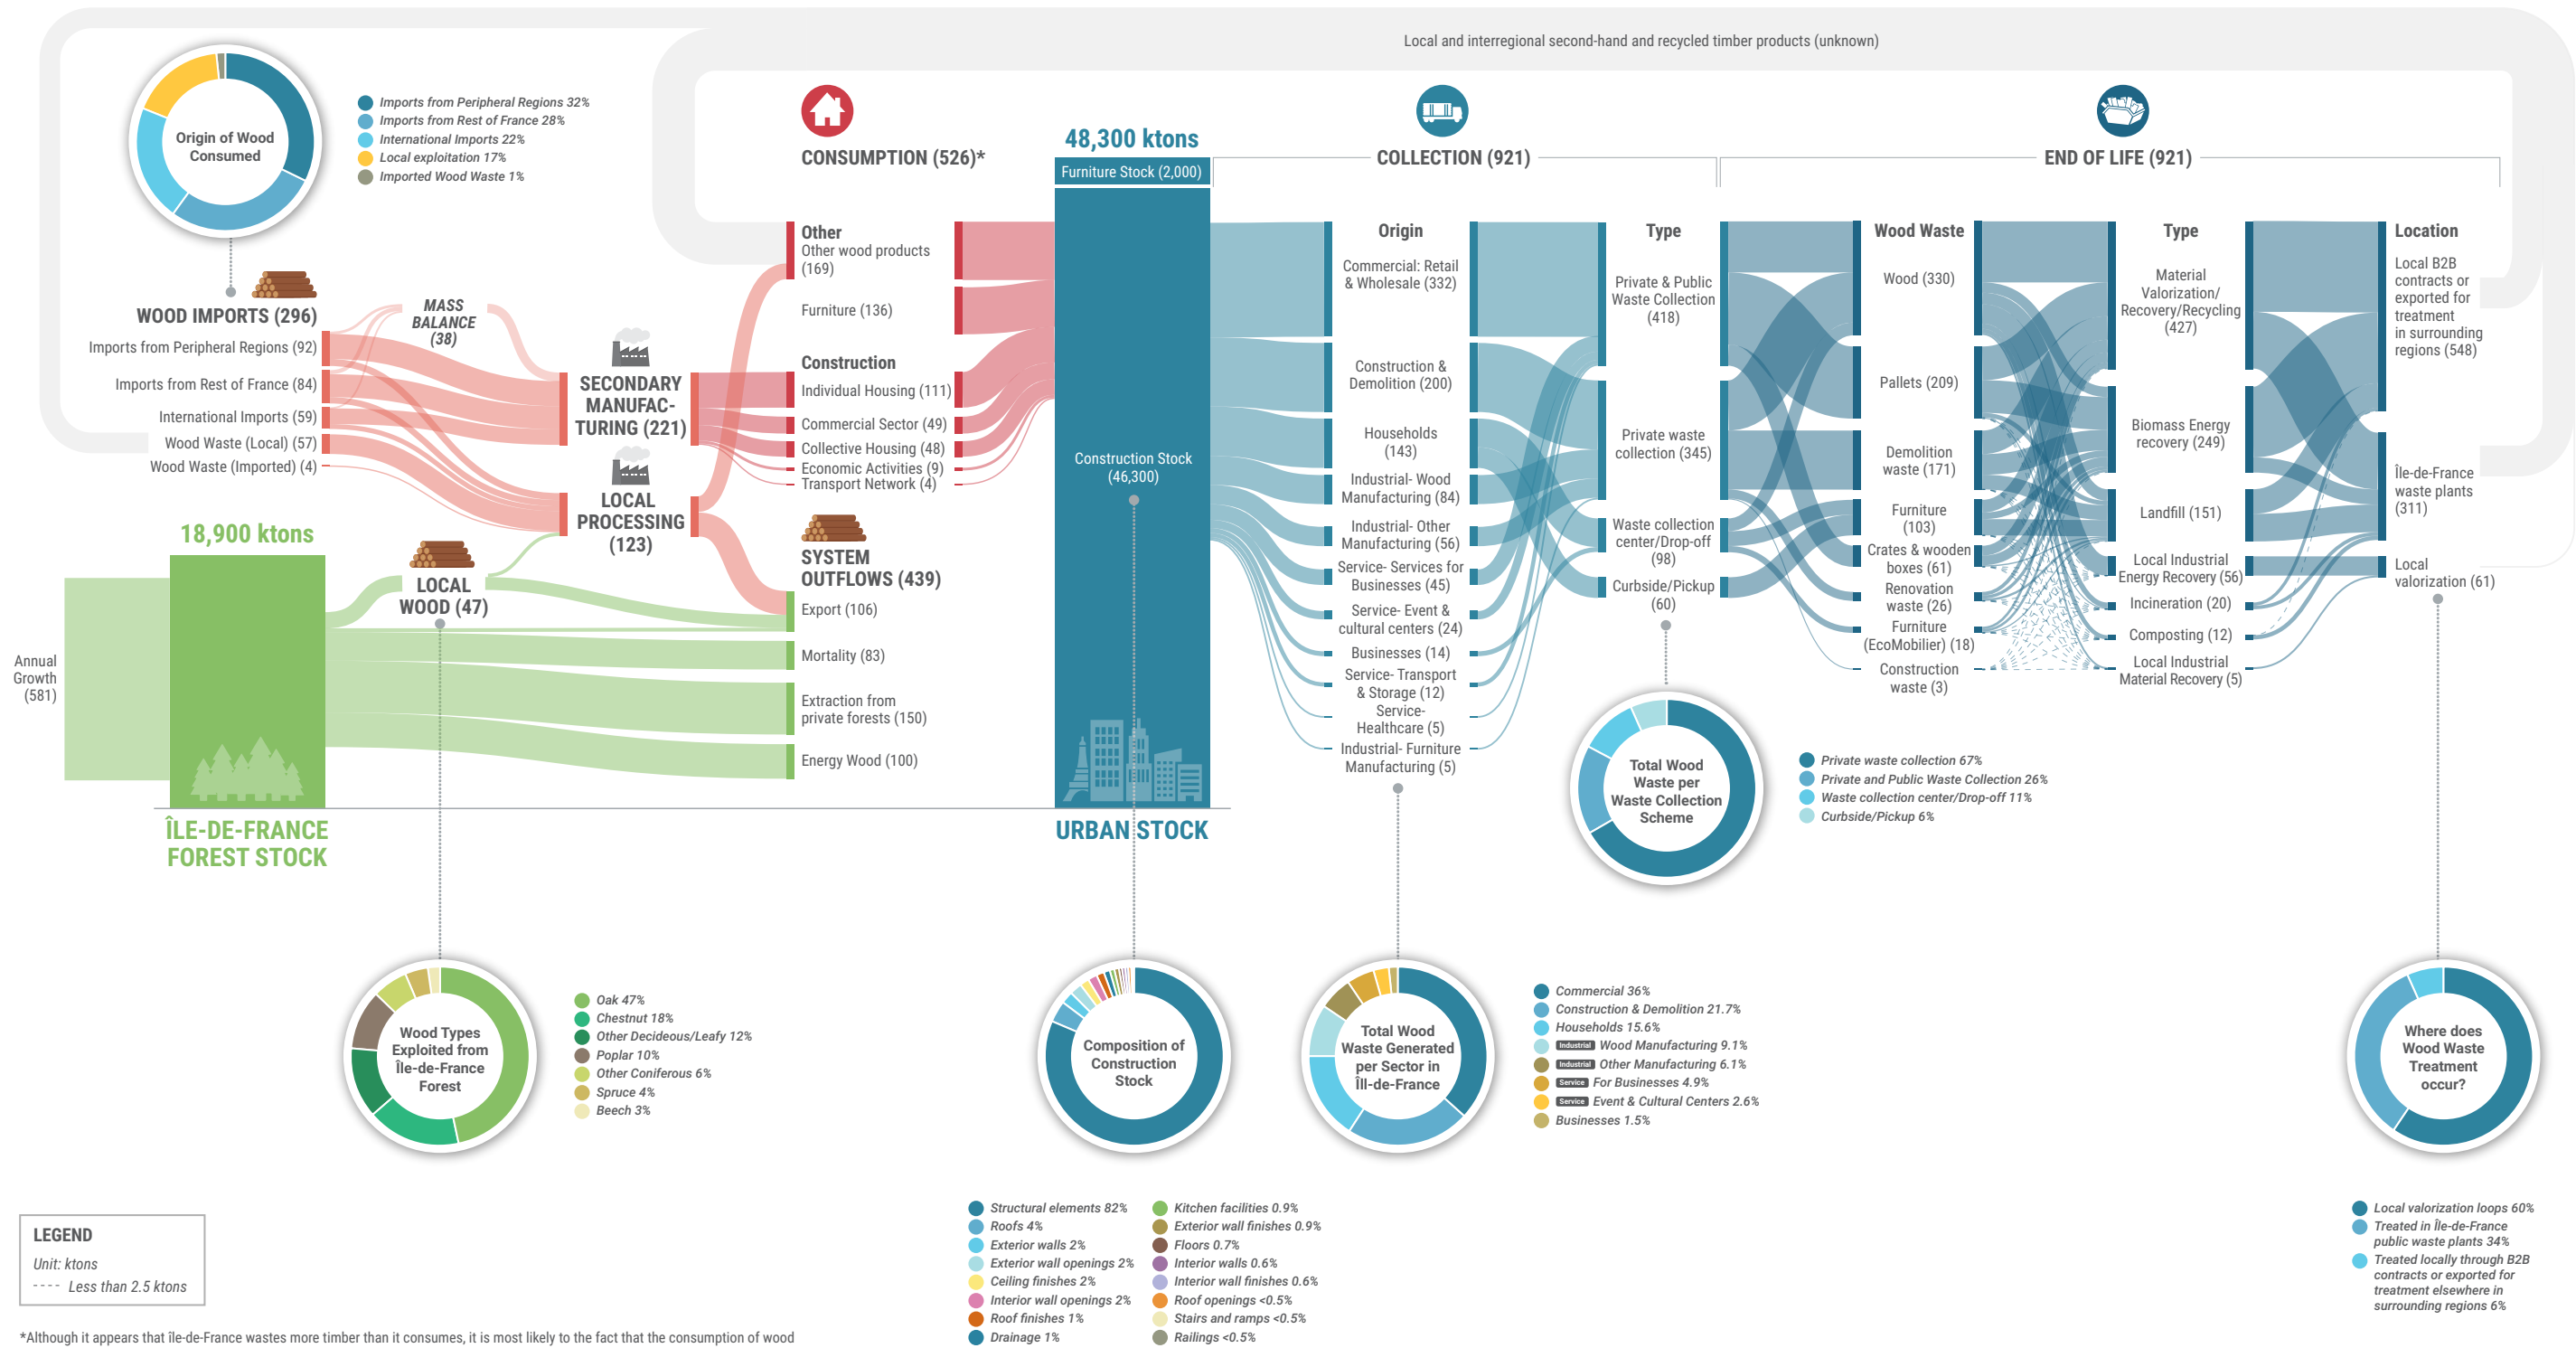 Local and interregional second-hand and recycled timber products (unknown)
Origin of Wood
Consumed
Imports from Peripheral Regions 32%
Imports from Rest of France 28%
International Imports 22%
Local exploitation 17%
Imported Wood Waste 1%
WOOD IMPORTS (296)
Imports from Peripheral Regions (92)
Imports from Rest of France (84)
International Imports (59)
Wood Waste (Local) (57)
Wood Waste (Imported) (4)
MASS
BALANCE
(38)
SECONDARY
MANUFAC-
TURING (221)
LOCAL
PROCESSING
(123)
18,900 ktons
LOCAL
WOOD (47)
Annual
Growth
(581)
ÎLE-DE-FRANCE
FOREST STOCK
CONSUMPTION (526)*
Other
Other wood products
(169)
Furniture (136)
Construction
Individual Housing (111)
Commercial Sector (49)
Collective Housing (48)
Economic Activities (9)
Transport Network (4)
SYSTEM
OUTFLOWS (439)
Export (106)
Mortality (83)
Extraction from
private forests (150)
Energy Wood (100)
48,300 ktons
Furniture Stock (2,000)
Construction Stock
(46,300)
URBAN STOCK
COLLECTION (921)
Origin
Commercial: Retail
& Wholesale (332)
Construction &
Demolition (200)
Households
(143)
Industrial- Wood
Manufacturing (84)
Industrial- Other
Manufacturing (56)
Service- Services for
Businesses (45)
Service- Event &
cultural centers (24)
Businesses (14)
Service- Transport
& Storage (12)
Service-
Healthcare (5)
Industrial- Furniture
Manufacturing (5)
Type
Private & Public
Waste Collection
(418)
Private waste
collection (345)
Waste collection
center/Drop-off
(98)
Curbside/Pickup
(60)
END OF LIFE (921)
Wood Waste
Wood (330)
Pallets (209)
Demolition
waste (171)
Furniture
(103)
Crates & wooden
boxes (61)
Renovation
waste (26)
Furniture
(EcoMobilier) (18)
Construction
waste (3)
Type
Material
Valorization/
Recovery/Recycling
(427)
Biomass Energy
recovery (249)
Landfill (151)
Local Industrial
Energy Recovery (56)
Incineration (20)
Composting (12)
Local Industrial
Material Recovery (5)
Location
Local B2B
contracts or
exported for
treatment
in surrounding
regions (548)
Île-de-France
waste plants
(311)
Local
valorization (61)
Total Wood
Waste per
Waste Collection
Scheme
Private waste collection 67%
Private and Public Waste Collection 26%
Waste collection center/Drop-off 11%
Curbside/Pickup 6%
Wood Types
Exploited from
Île-de-France
Forest
Oak 47%
Chestnut 18%
Other Decideous/Leafy 12%
Poplar 10%
Other Coniferous 6%
Spruce 4%
Beech 3%
Composition of
Construction
Stock
Structural elements 82%
Roofs 4%
Exterior walls 2%
Exterior wall openings 2%
Ceiling finishes 2%
Interior wall openings 2%
Roof finishes 1%
Drainage 1%
Kitchen facilities 0.9%
Exterior wall finishes 0.9%
Floors 0.7%
Interior walls 0.6%
Interior wall finishes 0.6%
Roof openings <0.5%
Stairs and ramps <0.5%
Railings <0.5%
Total Wood
Waste Generated
per Sector in
Îll-de-France
Commercial 36%
Construction & Demolition 21.7%
Households 15.6%
Industrial Wood Manufacturing 9.1%
Industrial Other Manufacturing 6.1%
Service For Businesses 4.9%
Service Event & Cultural Centers 2.6%
Businesses 1.5%
Where does
Wood Waste
Treatment
occur?
Local valorization loops 60%
Treated in Île-de-France
public waste plants 34%
Treated locally through B2B
contracts or exported for
treatment elsewhere in
surrounding regions 6%
LEGEND
Unit: ktons
Less than 2.5 ktons
*Although it appears that île-de-France wastes more timber than it consumes, it is most likely to the fact that the consumption of wood